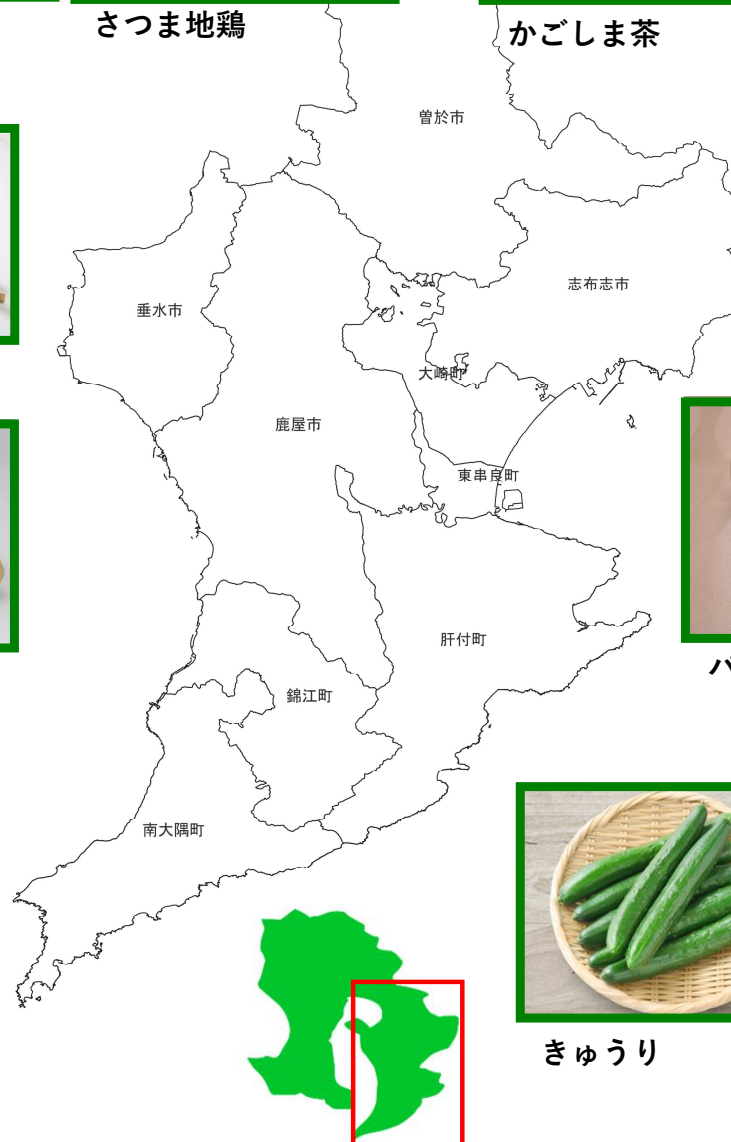 さつま地鶏
かごしま茶
曽於市
志布志市
垂水市
大崎町
鹿屋市
東串良町
肝付町
錦江町
南大隅町
きゅうり